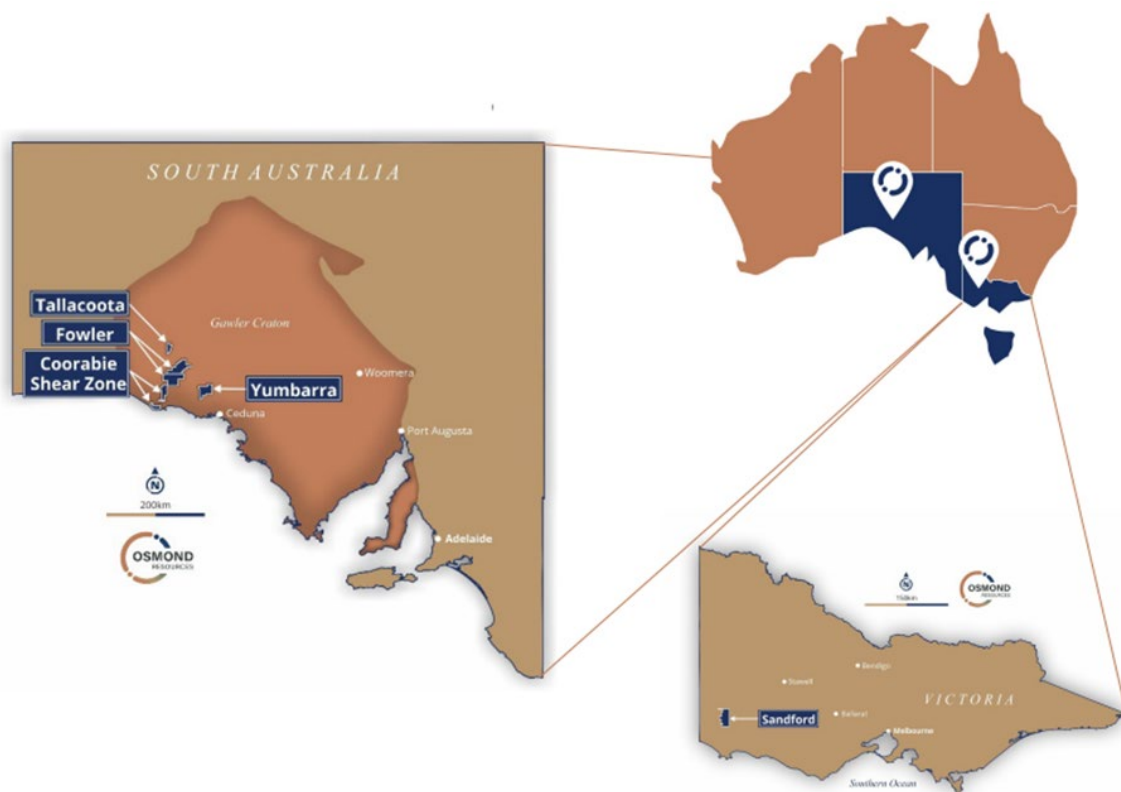 SOUTH AUSTRALIA
Gawler Craton
Tallacoota
Fowler
Coorabie
Shear Zone
Yumbarra
Woomera
Ceduna
Port Augusta
Adelaide
N
200km
OSMOND
RESOURCES
N
150km
OSMOND
RESOURCES
Bendigo
Stawell
VICTORIA
Sandford
Ballarat
Melbourne
Southern Ocean